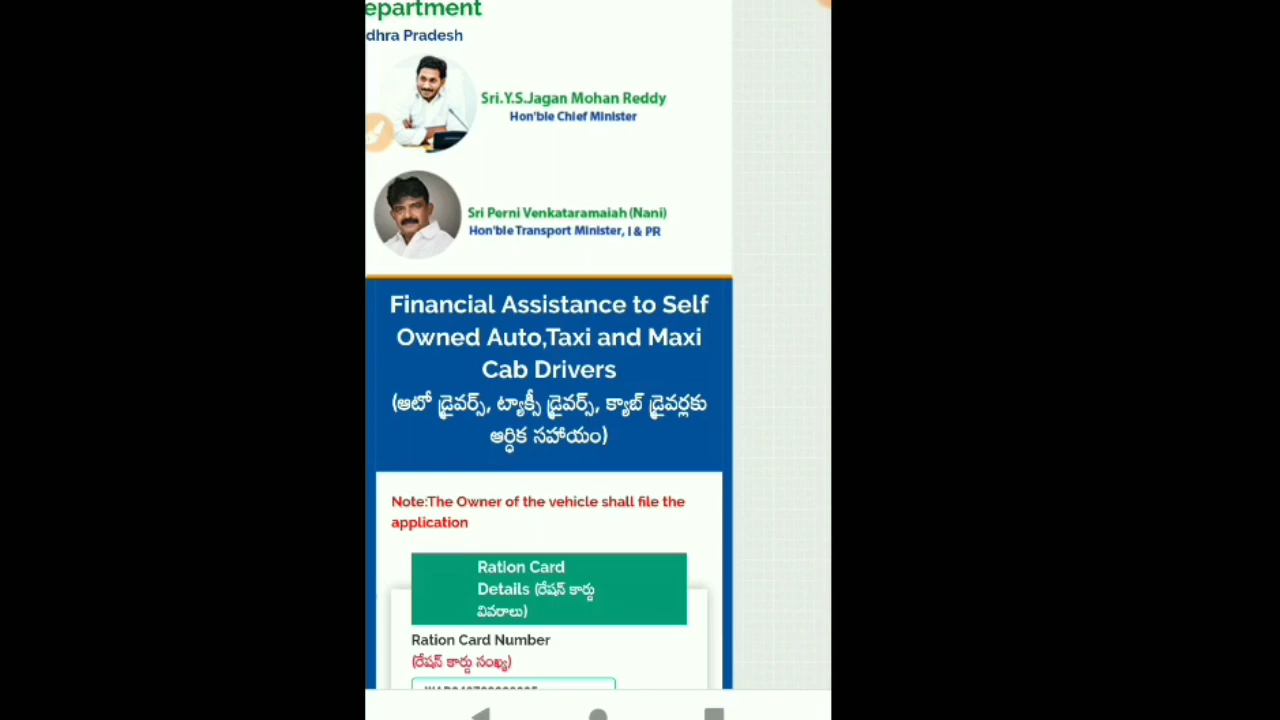 epartment
dhra Pradesh
Sri.Y.S.Jagan Mohan Reddy
Hon'ble Chief Minister
Sri Perni Venkataramaiah (Nani)
Hon'ble Transport Minister, I & PR
Financial Assistance to Self
Owned Auto,Taxi and Maxi
Cab Drivers
(ఆటో డ్రైవర్స్, ట్యాక్సీ డ్రైవర్స్, క్యాబ్ డ్రైవర్లకు
ఆర్ధిక సహాయం)
Note:The Owner of the vehicle shall file the
application
Ration Card
Details (రేషన్ కార్డు
వివరాలు)
Ration Card Number
(రేషన్ కార్డు సంఖ్య)